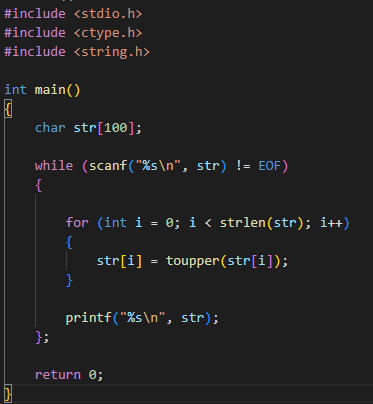 #include <stdio.h>
#include <ctype.h>
#include <string.h>
int main()
{
char str[100];
while (scanf("%s\n", str) != EOF)
{
for (int i = 0; i < strlen(str); i++)
{
str[i] = toupper(str[i]);
}
printf("%s\n", str);
};
return 0;
}